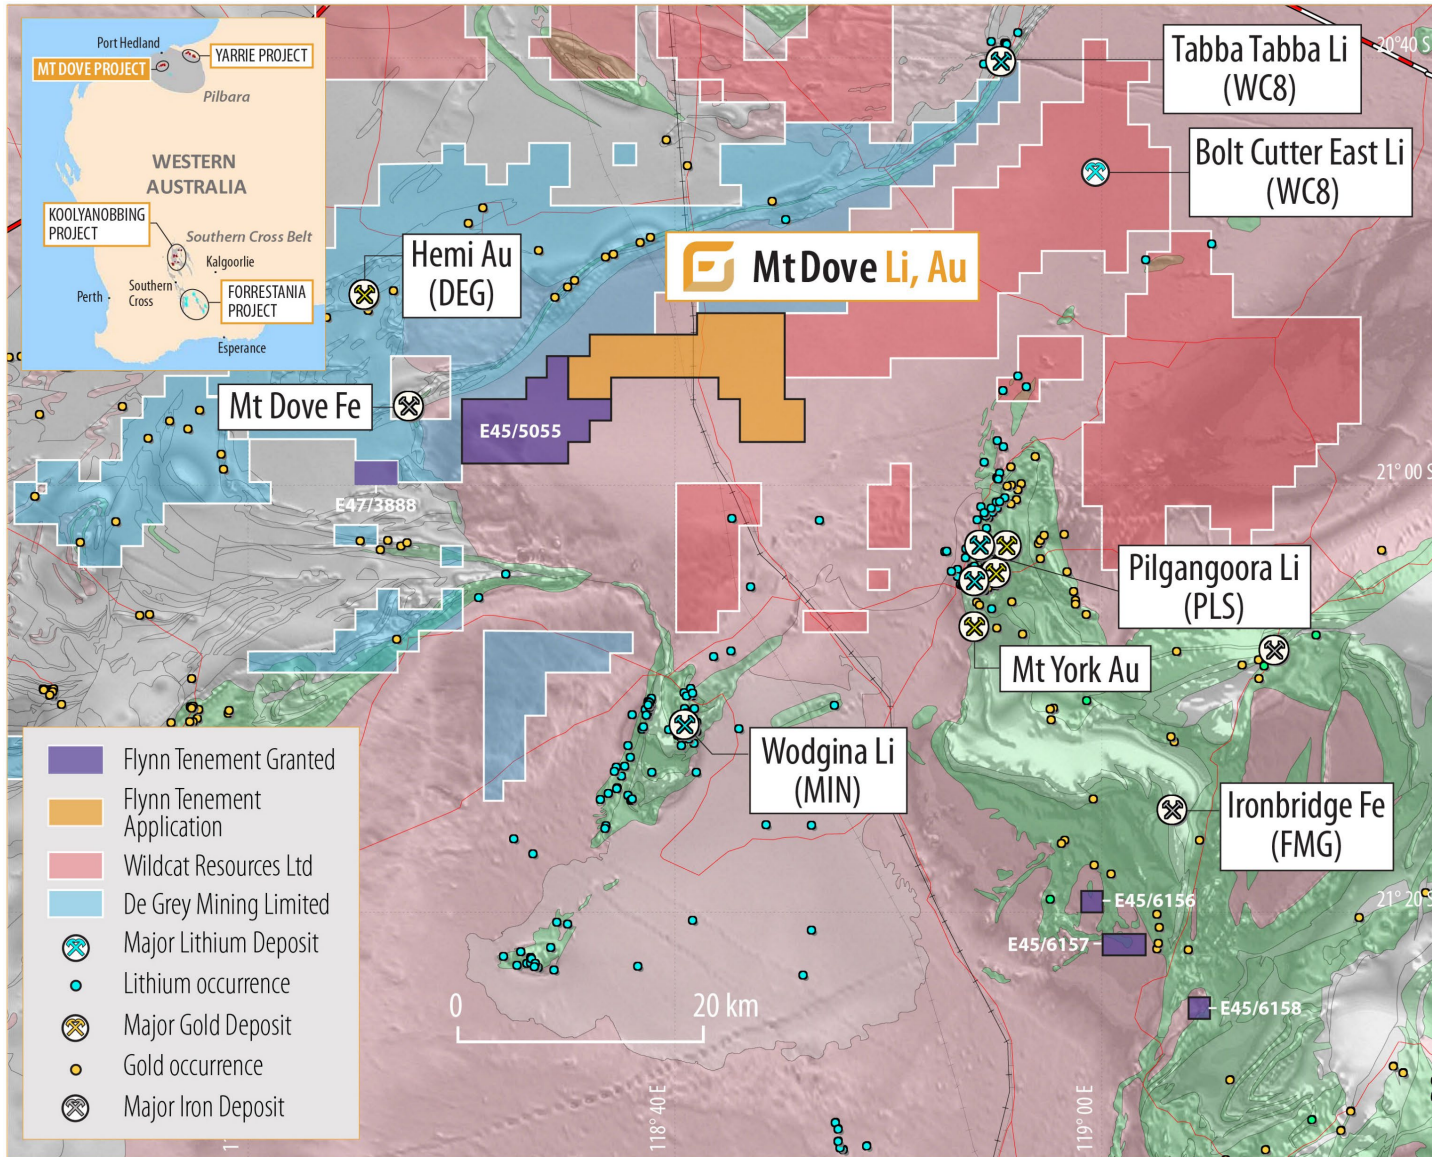 Port Hedland
YARRIE PROJECT
MT DOVE PROJECT
Pilbara
WESTERN
AUSTRALIA
KOOLYANOBBING
PROJECT
Southern Cross Belt
Kalgoorlie
Southern
Cross
Perth
FORRESTANIA
PROJECT
Esperance
Tabba Tabba Li
(WC8)
20°40 S
Bolt Cutter East Li
(WC8)
Hemi Au
(DEG)
Mt Dove Li, Au
Mt Dove Fe
E45/5055
E47/3888
21° 00 S
Pilgangoora Li
(PLS)
Mt York Au
Wodgina Li
(MIN)
Ironbridge Fe
(FMG)
E45/6156
21° 20 S
E45/6157
E45/6158
0 20 km
118° 40 E
119° 00 E
Flynn Tenement Granted
Flynn Tenement
Application
Wildcat Resources Ltd
De Grey Mining Limited
Major Lithium Deposit
Lithium occurrence
Major Gold Deposit
Gold occurrence
Major Iron Deposit